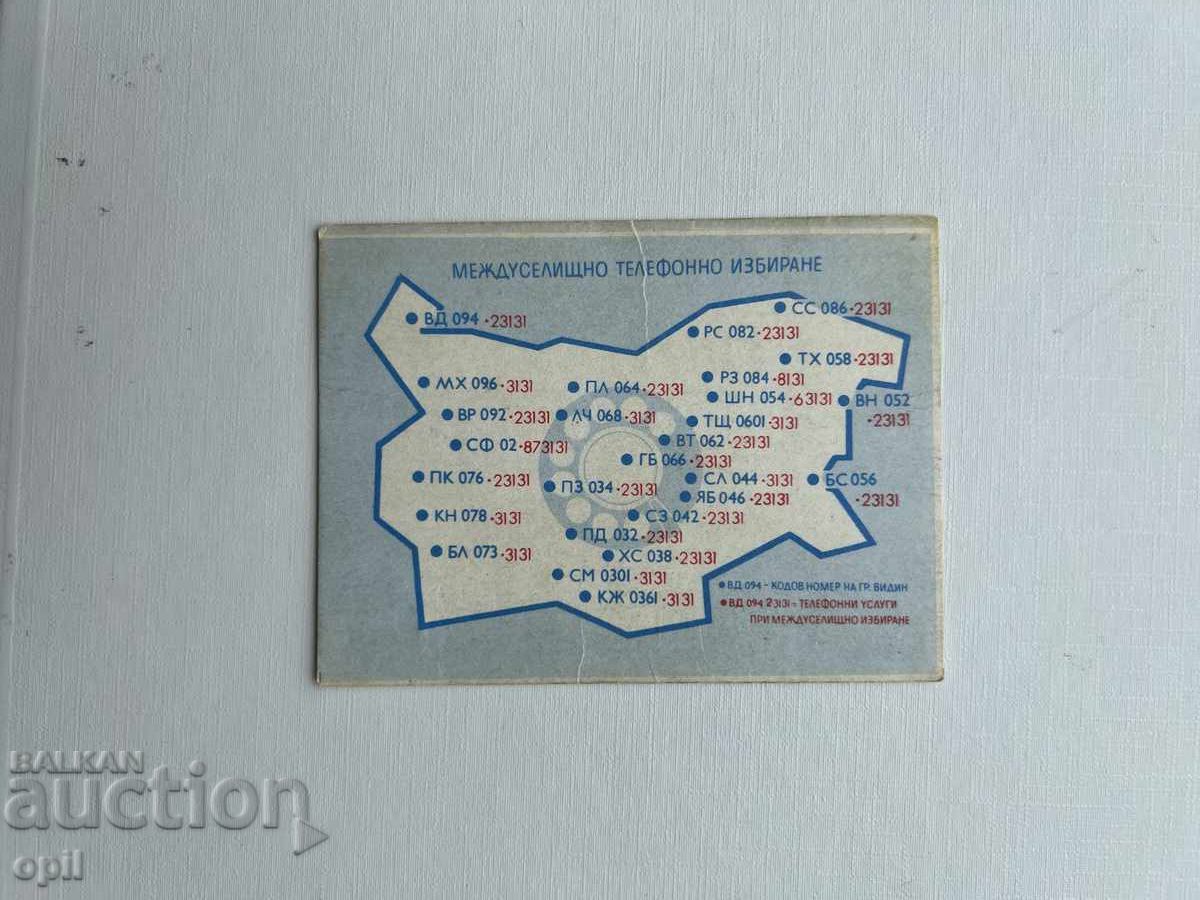 МЕЖДУСЕЛИЩНО ТЕЛЕФОННО ИЗБИРАНЕ
ВД 094 · 23131
СС 086 · 23131
РС 082 · 23131
ТХ 058 · 23131
МХ 096 · 3131
ПЛ 064 · 23131
РЗ 084 · 8131
ШН 054 · 63131
ВН 052
· 23131
ВР 092 · 23131
ЛЧ 068 · 3131
ТЩ 0601 · 3131
СФ 02 · 873131
ВТ 062 · 23131
ГБ 066 · 23131
ПК 076 · 23131
ПЗ 034 · 23131
СЛ 044 · 3131
БС 056
· 23131
ЯБ 046 · 23131
КН 078 · 3131
СЗ 042 · 23131
ПД 032 · 23131
БЛ 073 · 3131
ХС 038 · 23131
СМ 0301 · 3131
КЖ 0361 · 3131
ВД 094 - КОДОВ НОМЕР НА ГР. ВИДИН
ВД 094 23131 = ТЕЛЕФОННИ УСЛУГИ
ПРИ МЕЖДУСЕЛИЩНО ИЗБИРАНЕ
BALKAN
auction
opil